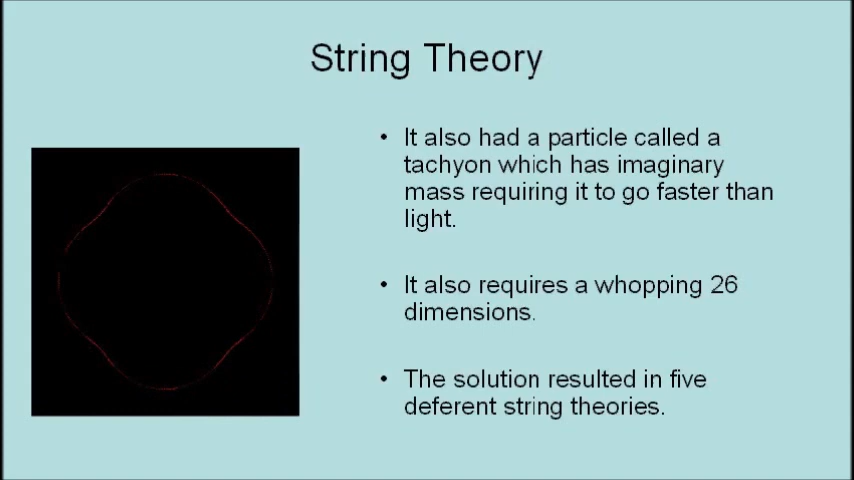 String Theory
• It also had a particle called a
tachyon which has imaginary
mass requiring it to go faster than
light.
• It also requires a whopping 26
dimensions.
• The solution resulted in five
deferent string theories.